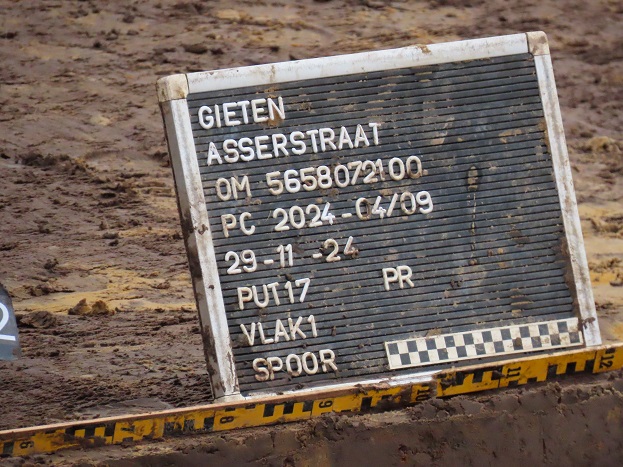 GIETEN
ASSERSTRAAT
OM 5658072100
PC 2024-04/09
29-11 -24
PUT17 PR
VLAK1
SPOOR